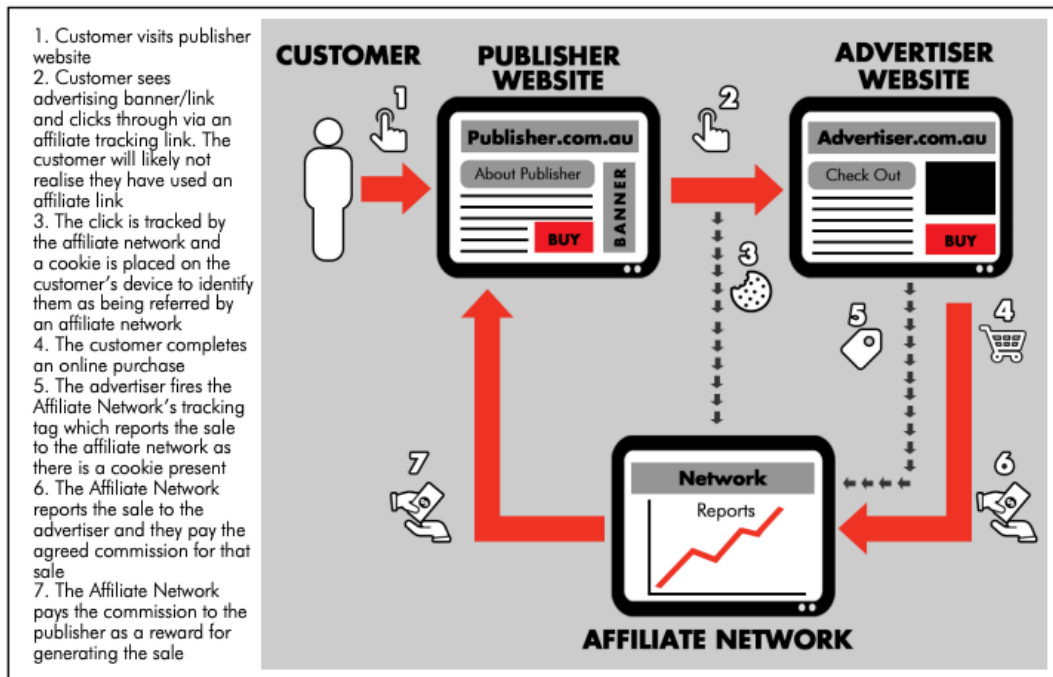 1. Customer visits publisher
website
2. Customer sees
advertising banner/link
and clicks through via an
affiliate tracking link. The
customer will likely not
realise they have used an
affiliate link
3. The click is tracked by
the affiliate network and
a cookie is placed on the
customer's device to identify
them as being referred by
an affiliate network
4. The customer completes
an online purchase
5. The advertiser fires the
Affiliate Network's tracking
tag which reports the sale
to the affiliate network as
there is a cookie present
6. The Affiliate Network
reports the sale to the
advertiser and they pay the
agreed commission for that
sale
7. The Affiliate Network
pays the commission to the
publisher as a reward for
generating the sale
CUSTOMER
PUBLISHER
WEBSITE
ADVERTISER
WEBSITE
1
2
Publisher.com.au
About Publisher
BANNER
BUY
Advertiser.com.au
Check Out
BUY
3
5
4
7
6
Network
Reports
AFFILIATE NETWORK